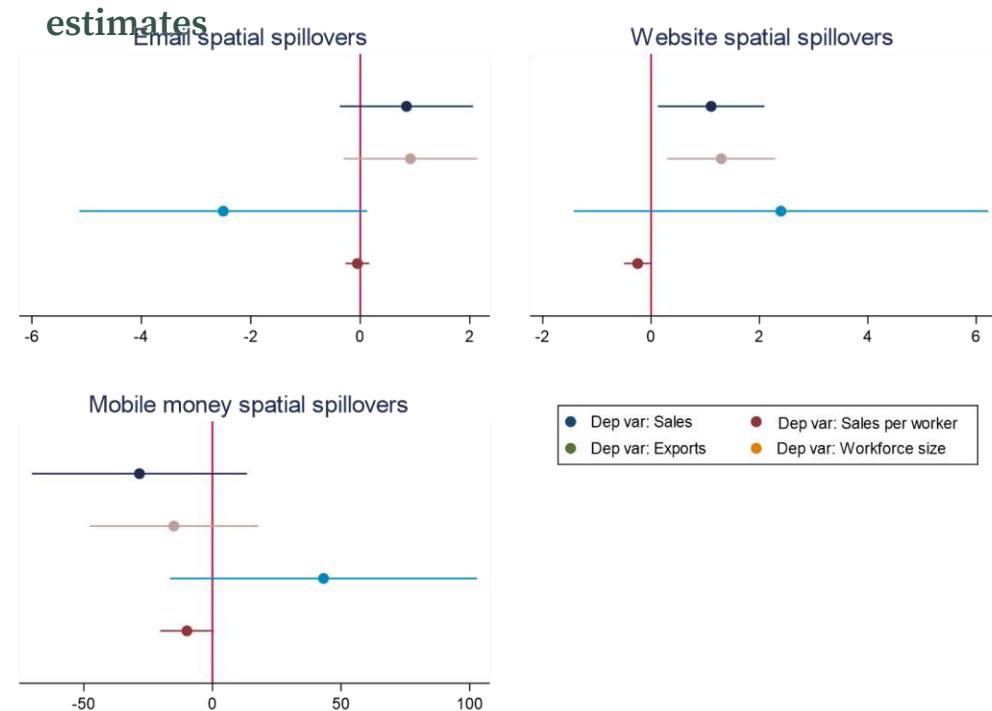 estimates
Email spatial spillovers
Website spatial spillovers
-6 -4 -2 0 2
-2 0 2 4 6
Mobile money spatial spillovers
Dep var: Sales
Dep var: Sales per worker
Dep var: Exports
Dep var: Workforce size
-50 0 50 100